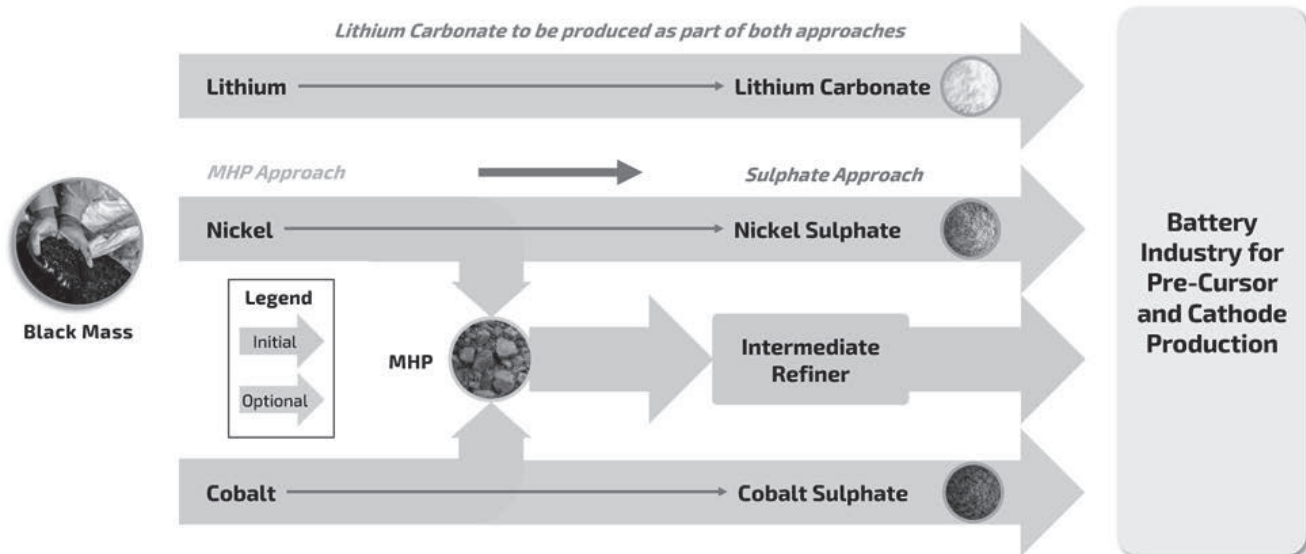 Lithium Carbonate to be produced as part of both approaches
Lithium
Lithium Carbonate
MHP Approach
Sulphate Approach
Nickel
Nickel Sulphate
Black Mass
Legend
Initial
Optional
MHP
Intermediate
Refiner
Cobalt
Cobalt Sulphate
Battery
Industry for
Pre-Cursor
and Cathode
Production